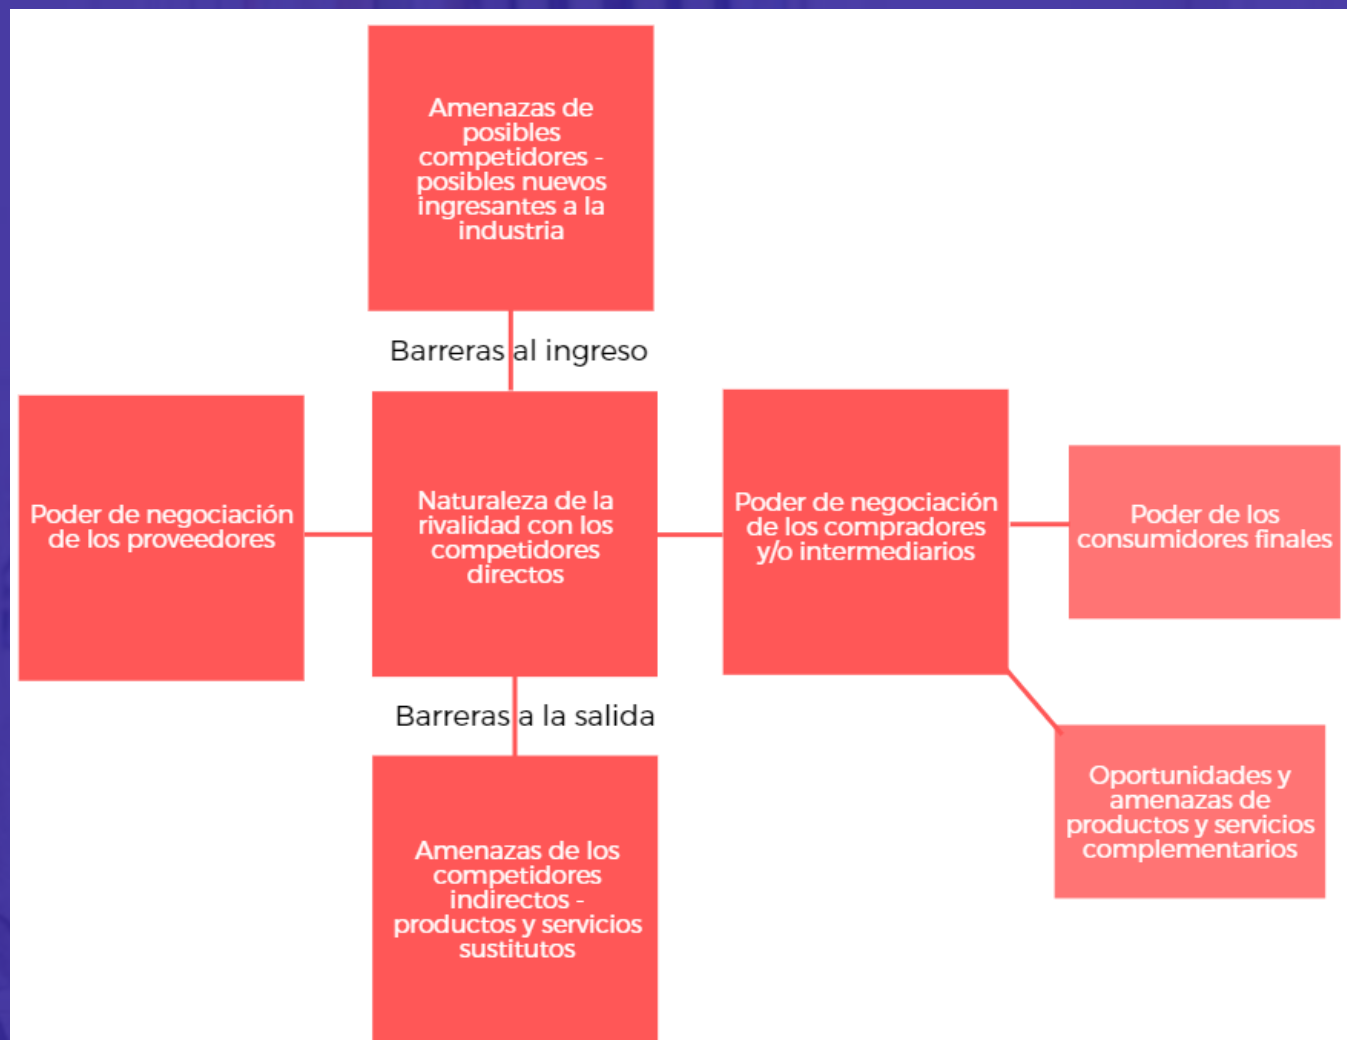 Amenazas de
posibles
competidores -
posibles nuevos
ingresantes a la
industria
Barreras al ingreso
Poder de negociación
de los proveedores
Naturaleza de la
rivalidad con los
competidores
directos
Poder de negociación
de los compradores
y/o intermediarios
Poder de los
consumidores finales
Barreras a la salida
Oportunidades y
amenazas de
productos y servicios
complementarios
Amenazas de los
competidores
indirectos -
productos y servicios
sustitutos